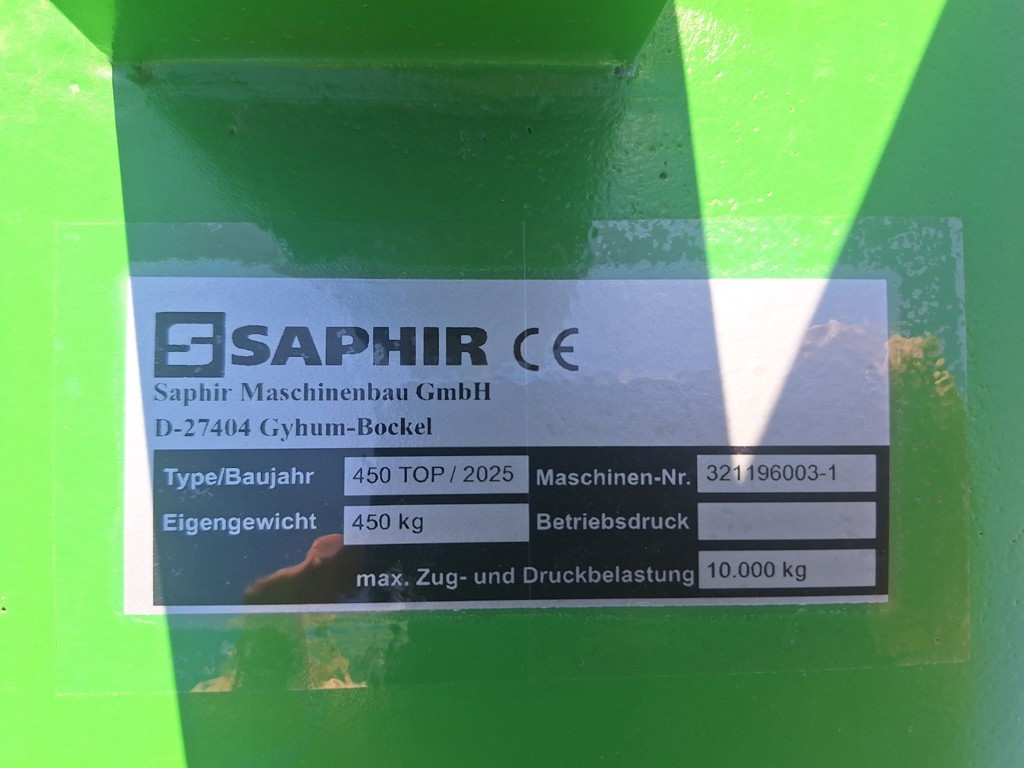 S SAPHIR CE
Saphir Maschinenbau GmbH
D-27404 Gyhum-Bockel
Type/Baujahr 450 TOP / 2025 Maschinen-Nr. 321196003-1
Eigengewicht 450 kg Betriebsdruck
max. Zug- und Druckbelastung 10.000 kg